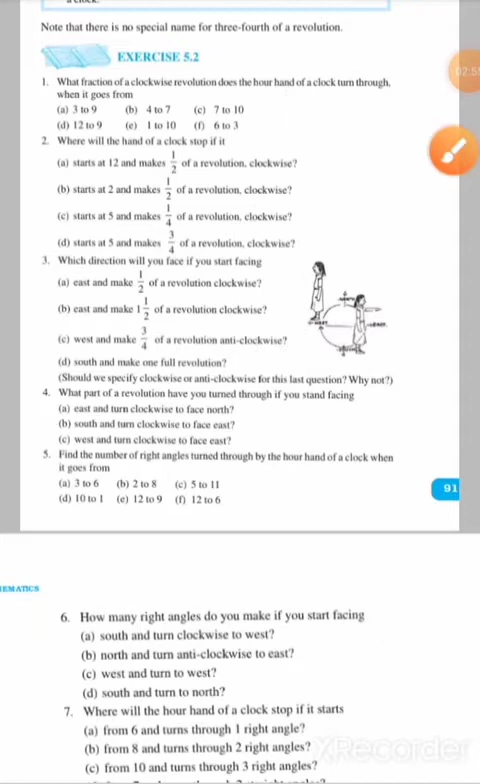 a clock.
Note that there is no special name for three-fourth of a revolution.
EXERCISE 5.2
02:5
1. What fraction of a clockwise revolution does the hour hand of a clock turn through,
when it goes from
(a) 3 to 9 (b) 4 to 7 (c) 7 to 10
(d) 12 to 9 (e) 1 to 10 (f) 6 to 3
2. Where will the hand of a clock stop if it
(a) starts at 12 and makes 1/2 of a revolution, clockwise?
(b) starts at 2 and makes 1/2 of a revolution, clockwise?
(c) starts at 5 and makes 1/4 of a revolution, clockwise?
(d) starts at 5 and makes 3/4 of a revolution, clockwise?
3. Which direction will you face if you start facing
(a) east and make 1/2 of a revolution clockwise?
(b) east and make 1 1/2 of a revolution clockwise?
(c) west and make 3/4 of a revolution anti-clockwise?
WEST
EAST
(d) south and make one full revolution?
(Should we specify clockwise or anti-clockwise for this last question? Why not?)
4. What part of a revolution have you turned through if you stand facing
(a) east and turn clockwise to face north?
(b) south and turn clockwise to face east?
(c) west and turn clockwise to face east?
5. Find the number of right angles turned through by the hour hand of a clock when
it goes from
(a) 3 to 6 (b) 2 to 8 (c) 5 to 11
(d) 10 to 1 (e) 12 to 9 (f) 12 to 6
91
EMATICS
6. How many right angles do you make if you start facing
(a) south and turn clockwise to west?
(b) north and turn anti-clockwise to east?
(c) west and turn to west?
(d) south and turn to north?
7. Where will the hour hand of a clock stop if it starts
(a) from 6 and turns through 1 right angle?
(b) from 8 and turns through 2 right angles?
(c) from 10 and turns through 3 right angles?
XRecorder